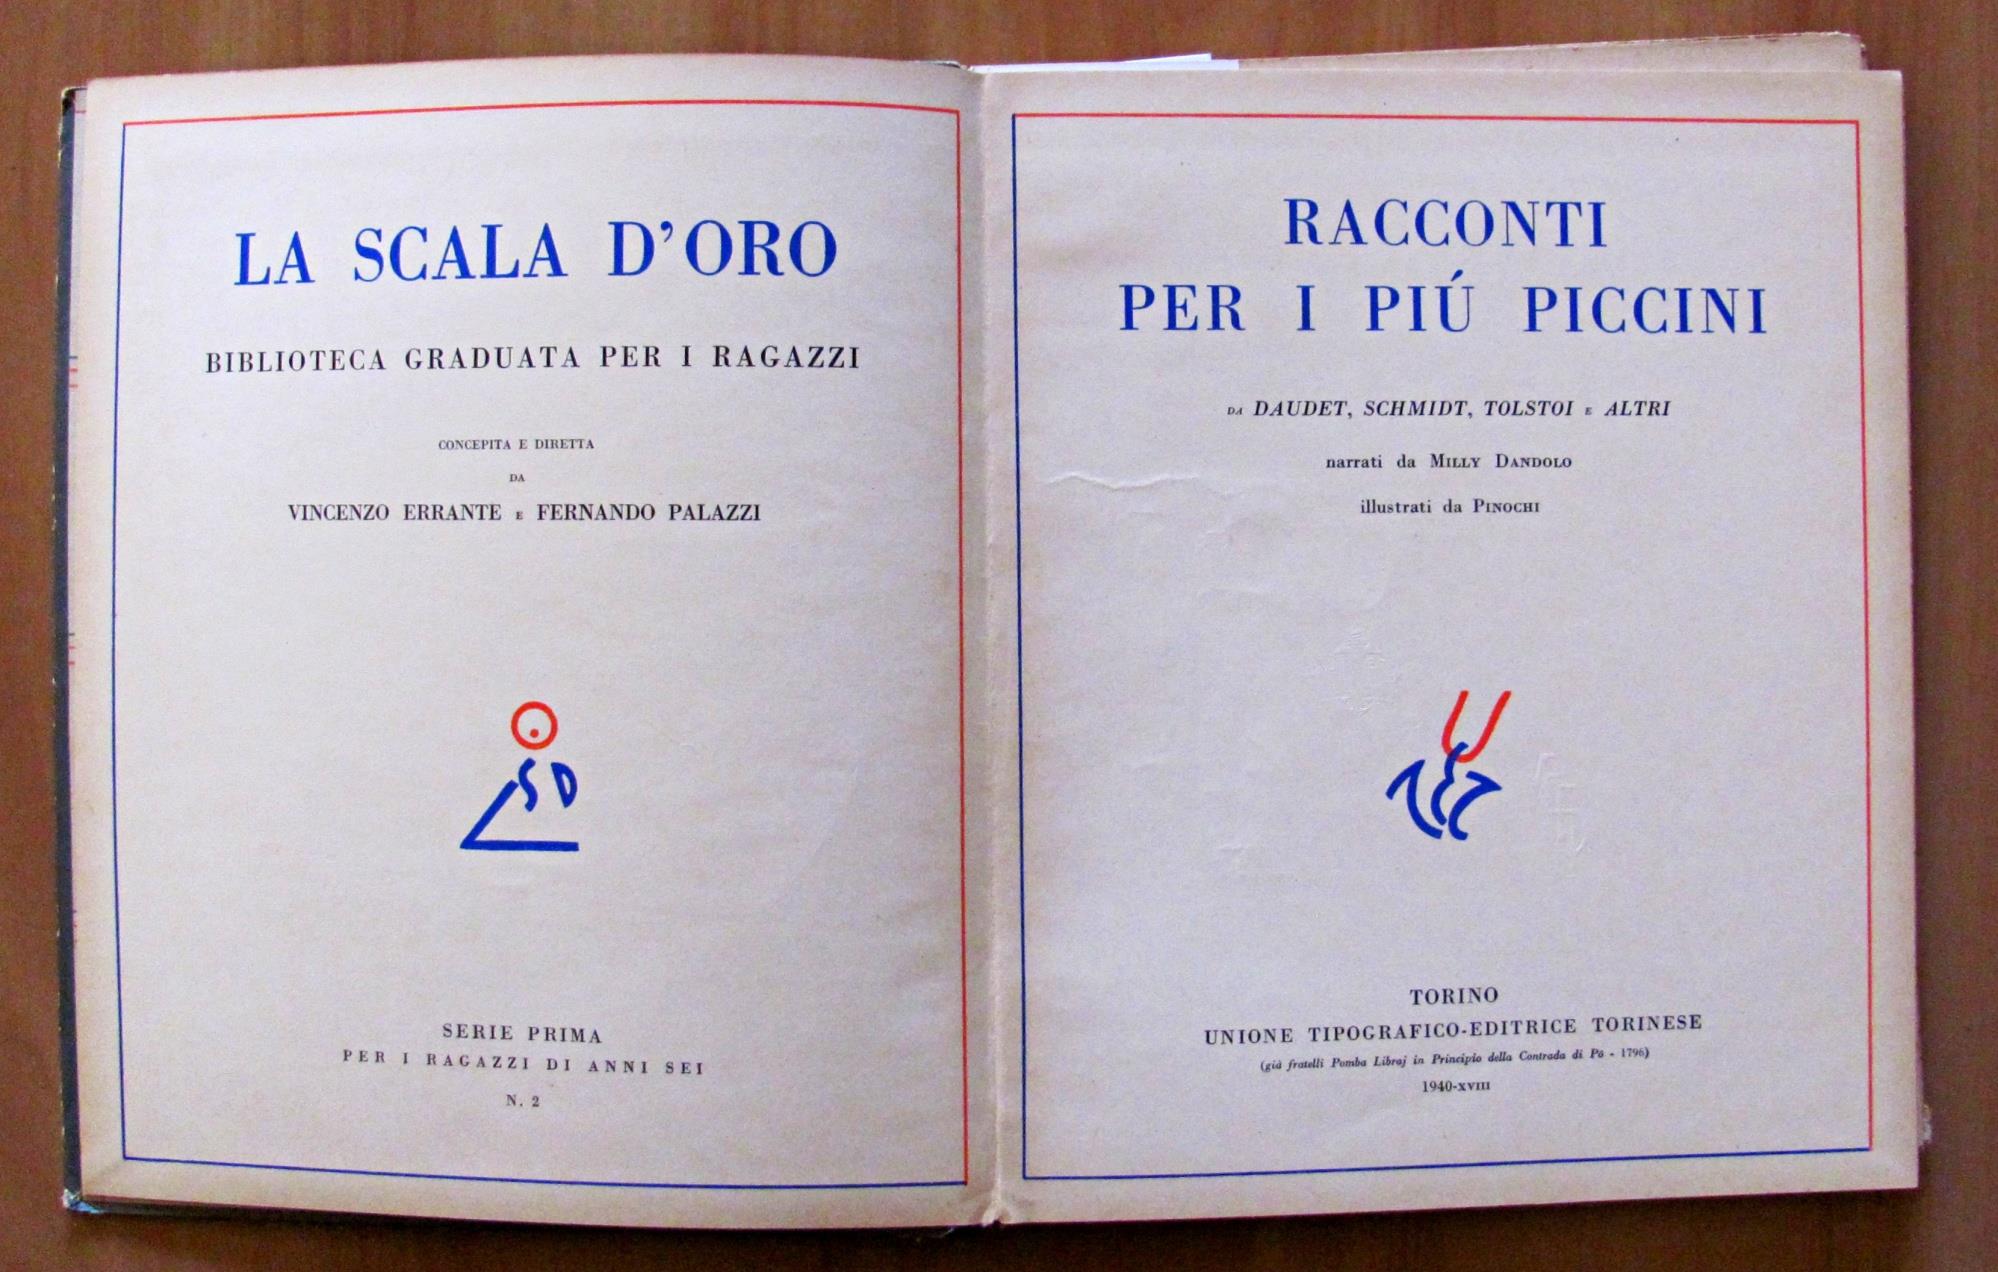 LA SCALA D'ORO
BIBLIOTECA GRADUATA PER I RAGAZZI
CONCEPITA E DIRETTA
DA
VINCENZO ERRANTE E FERNANDO PALAZZI
SD
SERIE PRIMA
PER I RAGAZZI DI ANNI SEI
N. 2
RACCONTI
PER I PIÚ PICCINI
DA DAUDET, SCHMIDT, TOLSTOI E ALTRI
narrati da MILLY DANDOLO
illustrati da PINOCHI
TORINO
UNIONE TIPOGRAFICO-EDITRICE TORINESE
(già fratelli Pomba Libraj in Principio della Contrada di Po - 1796)
1940-XVIII